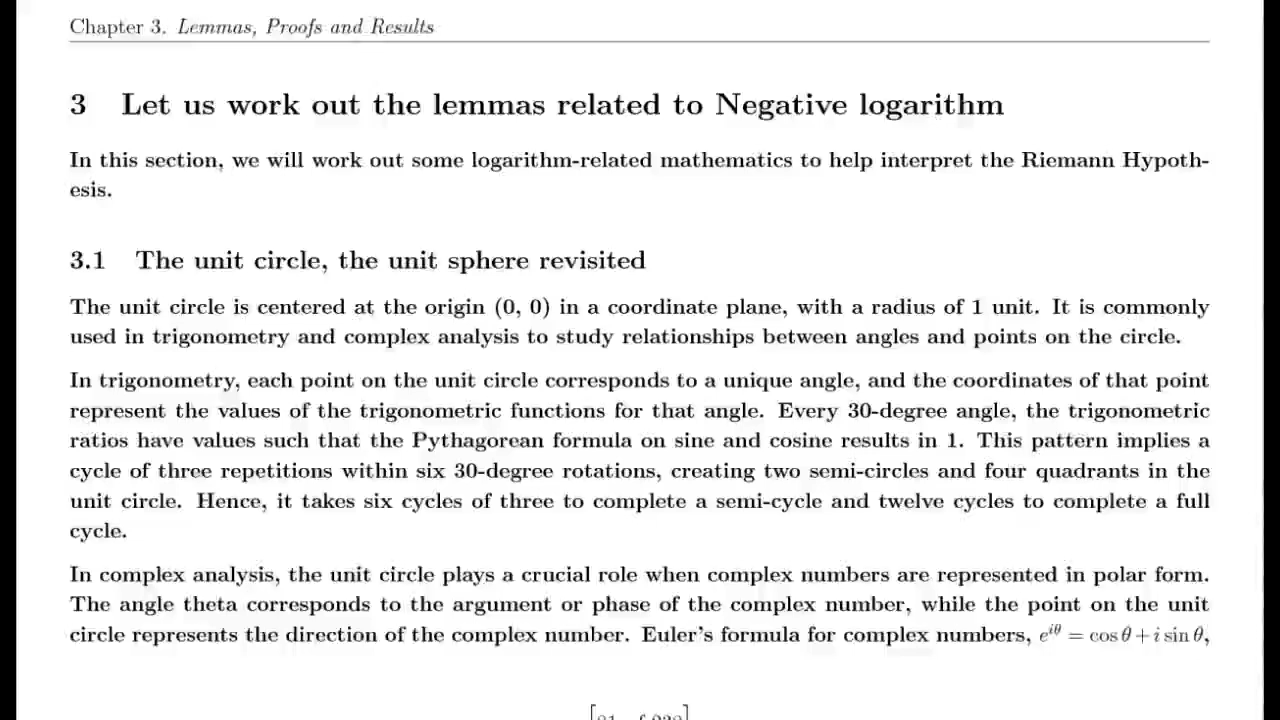 Chapter 3. Lemmas, Proofs and Results
3 Let us work out the lemmas related to Negative logarithm
In this section, we will work out some logarithm-related mathematics to help interpret the Riemann Hypoth-
esis.
3.1 The unit circle, the unit sphere revisited
The unit circle is centered at the origin (0, 0) in a coordinate plane, with a radius of 1 unit. It is commonly
used in trigonometry and complex analysis to study relationships between angles and points on the circle.
In trigonometry, each point on the unit circle corresponds to a unique angle, and the coordinates of that point
represent the values of the trigonometric functions for that angle. Every 30-degree angle, the trigonometric
ratios have values such that the Pythagorean formula on sine and cosine results in 1. This pattern implies a
cycle of three repetitions within six 30-degree rotations, creating two semi-circles and four quadrants in the
unit circle. Hence, it takes six cycles of three to complete a semi-cycle and twelve cycles to complete a full
cycle.
In complex analysis, the unit circle plays a crucial role when complex numbers are represented in polar form.
The angle theta corresponds to the argument or phase of the complex number, while the point on the unit
circle represents the direction of the complex number. Euler's formula for complex numbers, e^{iθ} = cos θ + i sin θ,